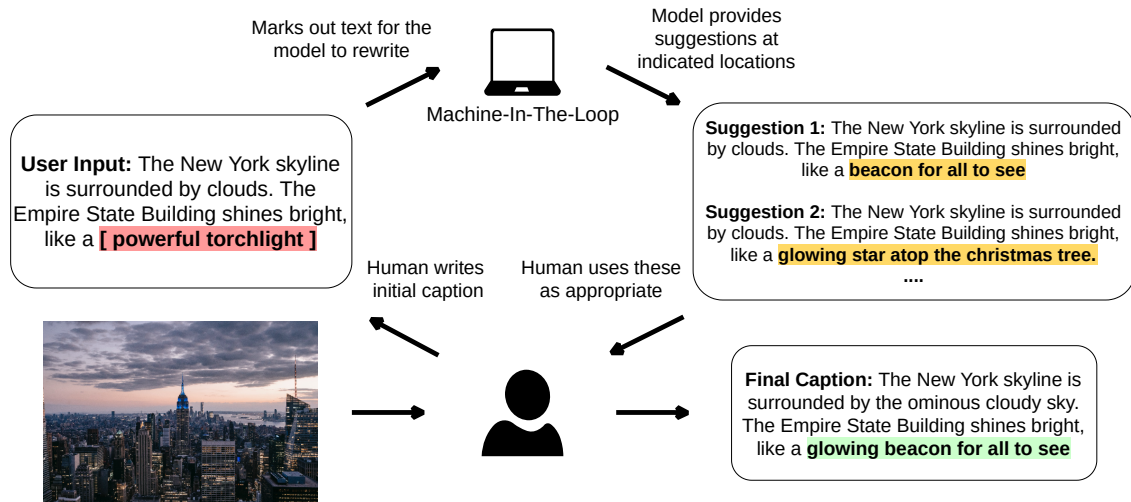 Marks out text for the
model to rewrite
Model provides
suggestions at
indicated locations
Machine-In-The-Loop
User Input: The New York skyline
is surrounded by clouds. The
Empire State Building shines bright,
like a [ powerful torchlight ]
Suggestion 1: The New York skyline is surrounded
by clouds. The Empire State Building shines bright,
like a beacon for all to see
Suggestion 2: The New York skyline is surrounded
by clouds. The Empire State Building shines bright,
like a glowing star atop the christmas tree.
....
Human writes
initial caption
Human uses these
as appropriate
Final Caption: The New York skyline is
surrounded by the ominous cloudy sky.
The Empire State Building shines bright,
like a glowing beacon for all to see